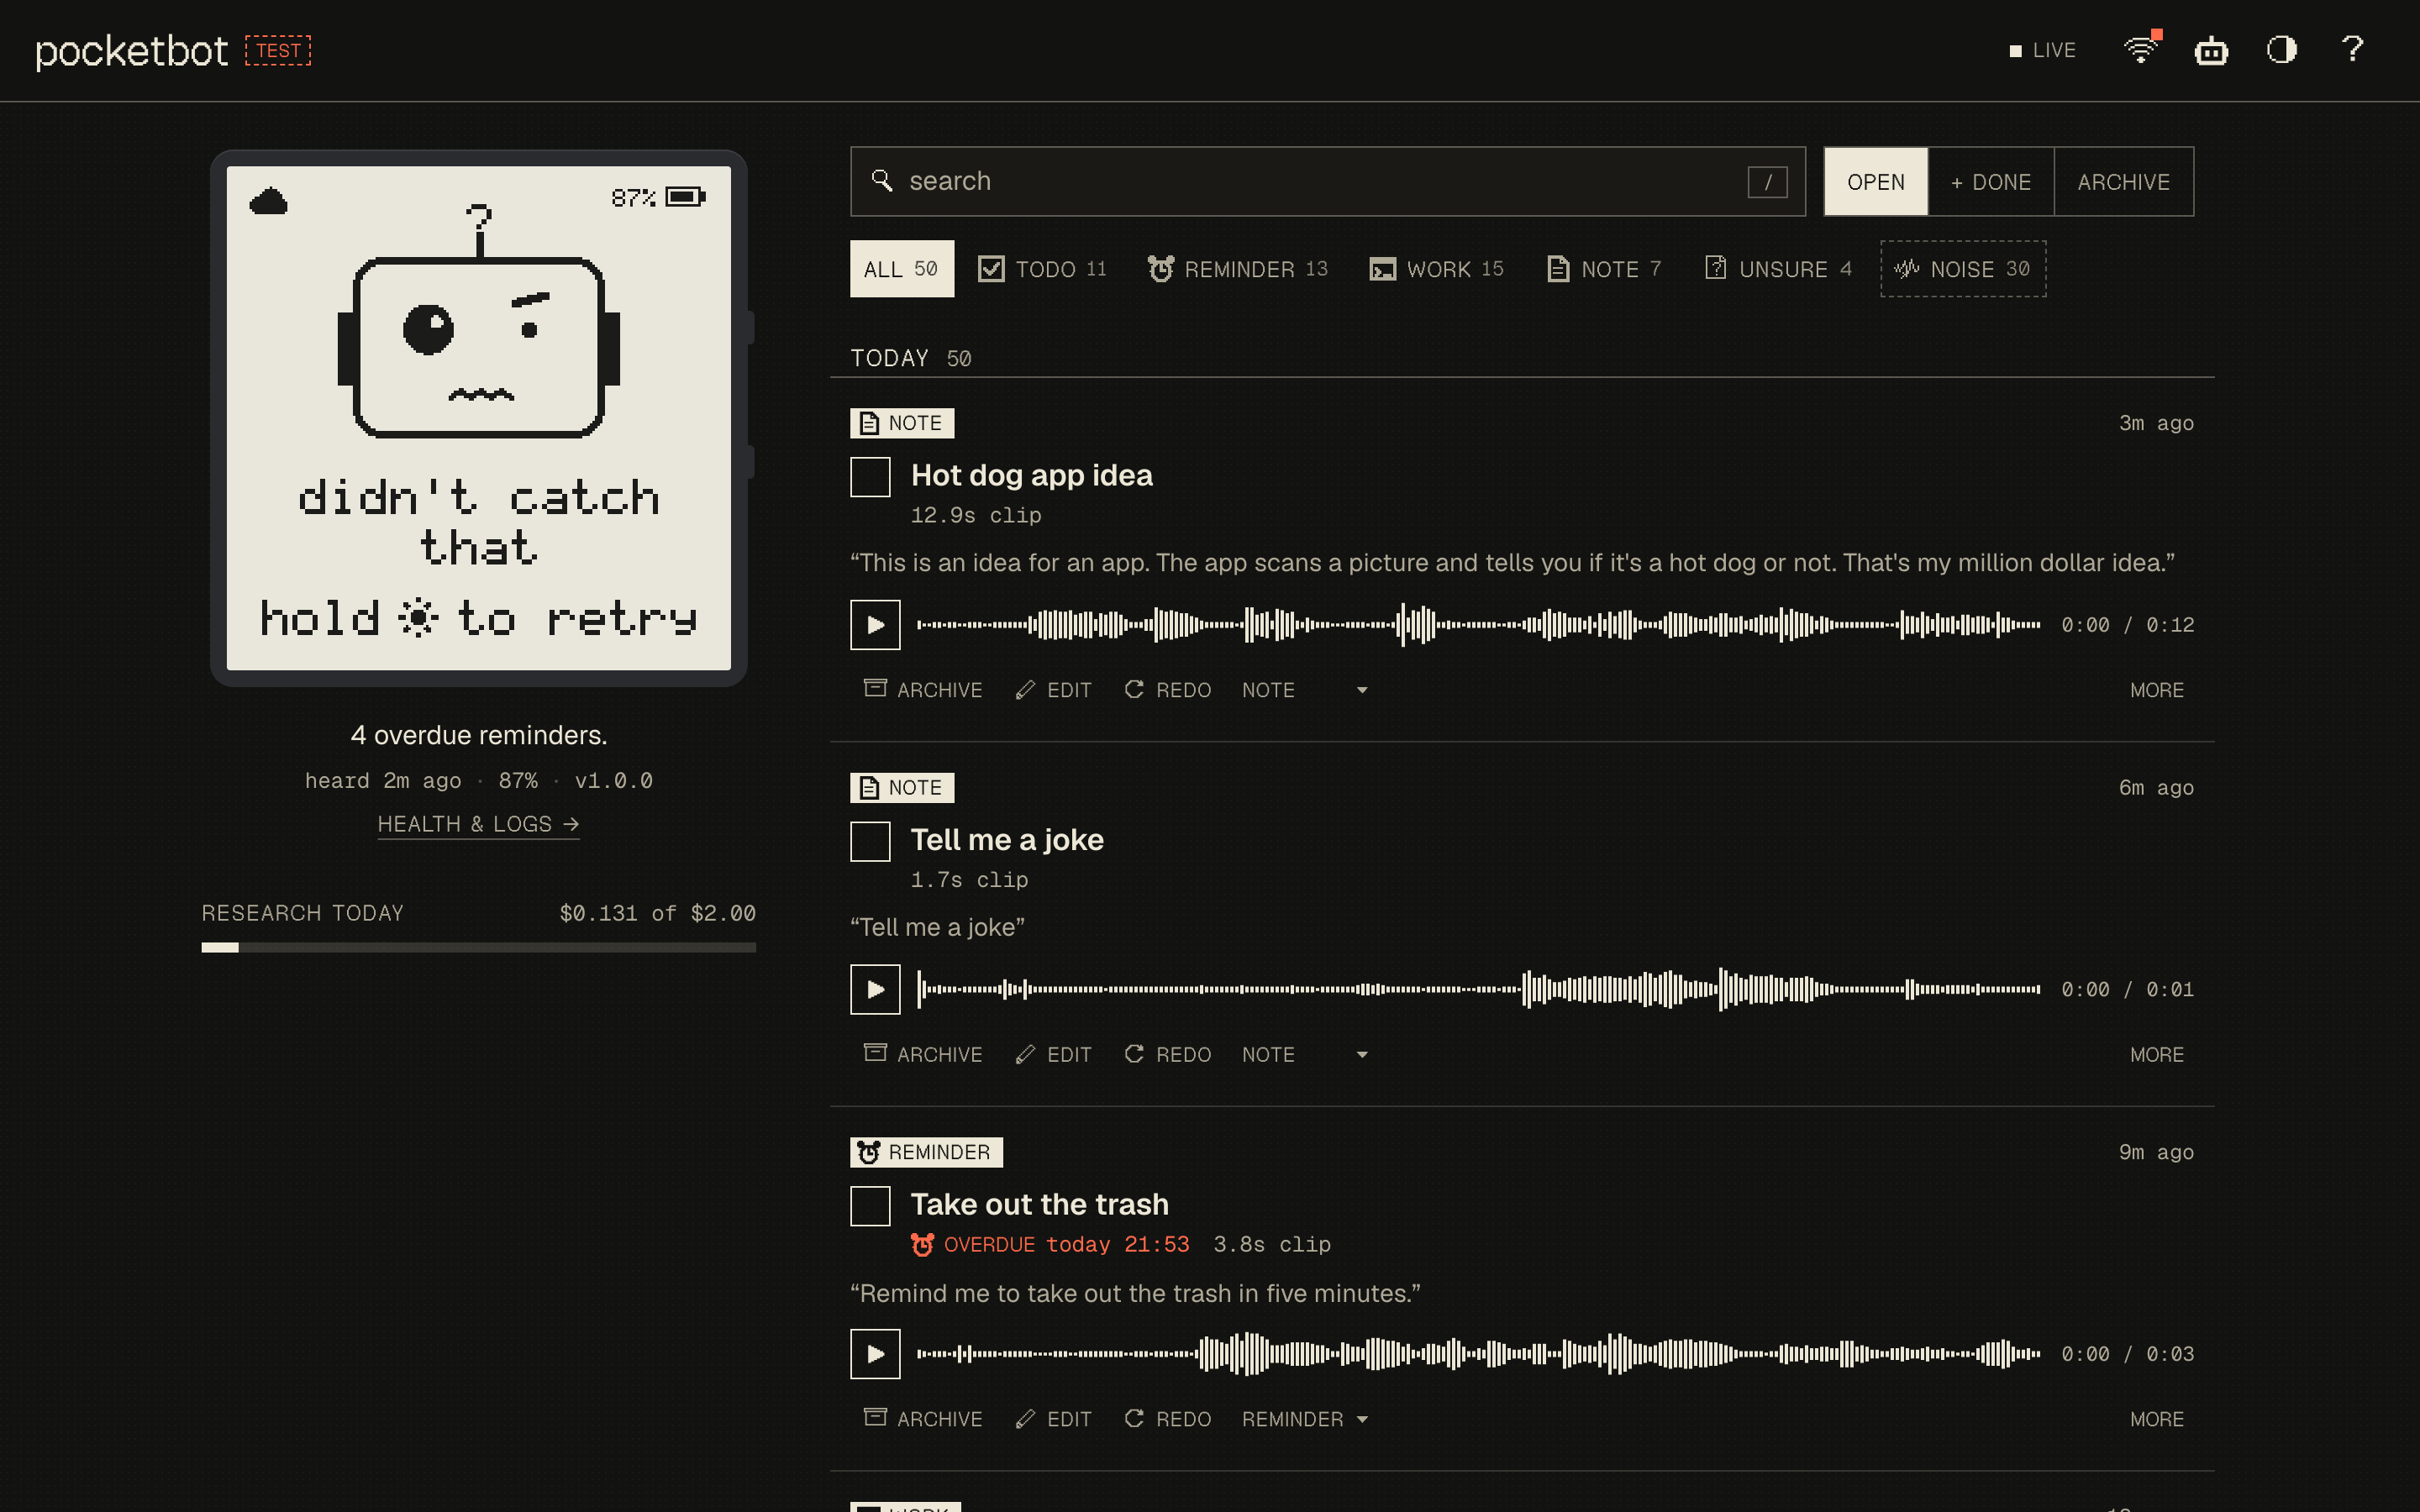 pocketbot TEST
LIVE ?
87%
?
didn't catch
that
hold to retry
4 overdue reminders.
heard 2m ago · 87% · v1.0.0
HEALTH & LOGS →
RESEARCH TODAY $0.131 of $2.00
search / OPEN + DONE ARCHIVE
ALL 50 TODO 11 REMINDER 13 WORK 15 NOTE 7 UNSURE 4 NOISE 30
TODAY 50
NOTE 3m ago
Hot dog app idea
12.9s clip
“This is an idea for an app. The app scans a picture and tells you if it's a hot dog or not. That's my million dollar idea.”
0:00 / 0:12
ARCHIVE EDIT REDO NOTE MORE
NOTE 6m ago
Tell me a joke
1.7s clip
“Tell me a joke”
0:00 / 0:01
ARCHIVE EDIT REDO NOTE MORE
REMINDER 9m ago
Take out the trash
OVERDUE today 21:53 3.8s clip
“Remind me to take out the trash in five minutes.”
0:00 / 0:03
ARCHIVE EDIT REDO REMINDER MORE